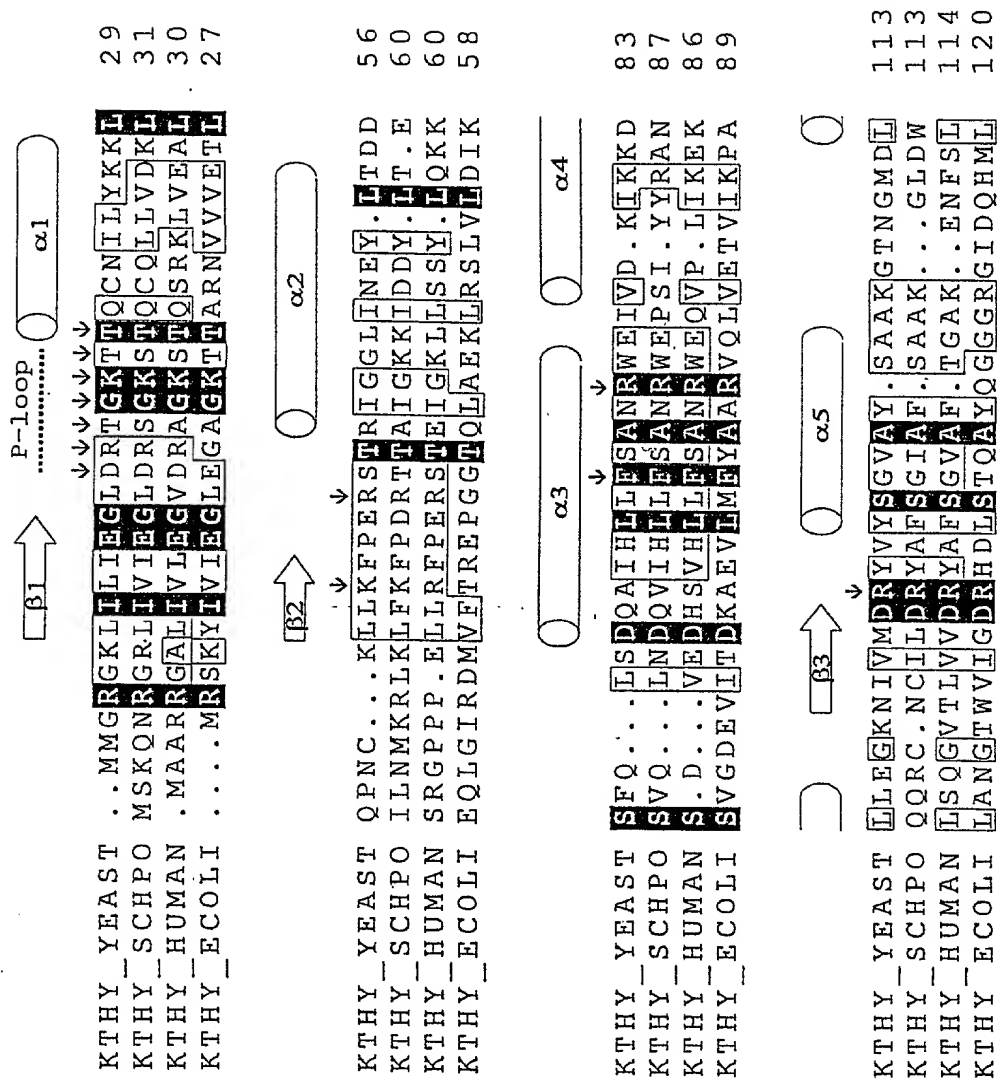 P-loop
β1 α1
KTHY_YEAST ..MMGRGKLILIEGLDRTGKTTQCNILYKKL 29
KTHY_SCHPO MSKQNRGRLIVIEGLDRSGKSTQCQLLVDKL 31
KTHY_HUMAN .MAARRGALIVLEGVDRAGKSTQSRKLVEAL 30
KTHY_ECOLI ....MRSKYIVIEGLEGAGKTTARNVVVETL 27
β2 α2
KTHY_YEAST QPNC...KLLKFPERSTRIGGLINEY.LTDD 56
KTHY_SCHPO ILNMKRLKLFKFPDRTTAIGKKIDDY.LT.E 60
KTHY_HUMAN SRGPPP.ELLRFPERSTEIGKLLSSY.LQKK 60
KTHY_ECOLI EQLGIRDMVFTREPGGTQLAEKLRSLVLDIK 58
α3 α4
KTHY_YEAST SFQ...LSDQAIHLLFSANRWEIVD.KIKKD 83
KTHY_SCHPO SVQ...LNDQVIHLLFSANRWEPSI.YYRAN 87
KTHY_HUMAN S.D...VEDHSVHLLFSANRWEQVP.LIKEK 86
KTHY_ECOLI SVGDEVITDKAEVLMFYAARVQLVETVIKPA 89
β3 α5
KTHY_YEAST LLEGKNIVMDRYVYSGVAY.SAAKGTNGMDL 113
KTHY_SCHPO QQRC.NCILDRYAFSGIAF.SAAK...GLDW 113
KTHY_HUMAN LSQGVTLVVDRYAFSGVAF.TGAK..ENFSL 114
KTHY_ECOLI LANGTWVIGDRHDLSTQAYQGGGRGIDQHML 120